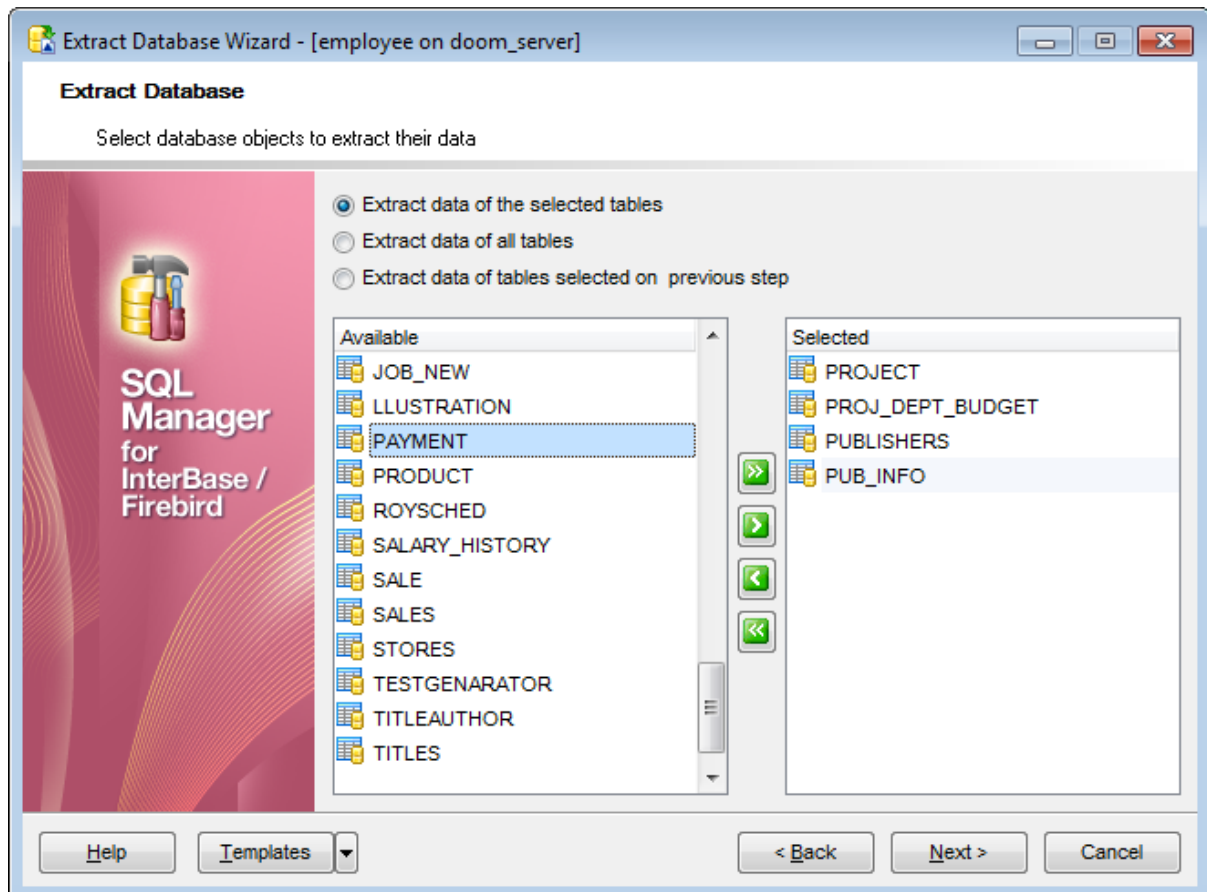 Extract Database Wizard - [employee on doom_server]
Extract Database
Select database objects to extract their data
SQL
Manager
for
InterBase /
Firebird
Extract data of the selected tables
Extract data of all tables
Extract data of tables selected on  previous step
Available
JOB_NEW
LLUSTRATION
PAYMENT
PRODUCT
ROYSCHED
SALARY_HISTORY
SALE
SALES
STORES
TESTGENARATOR
TITLEAUTHOR
TITLES
Selected
PROJECT
PROJ_DEPT_BUDGET
PUBLISHERS
PUB_INFO
Help
Templates
< Back
Next >
Cancel